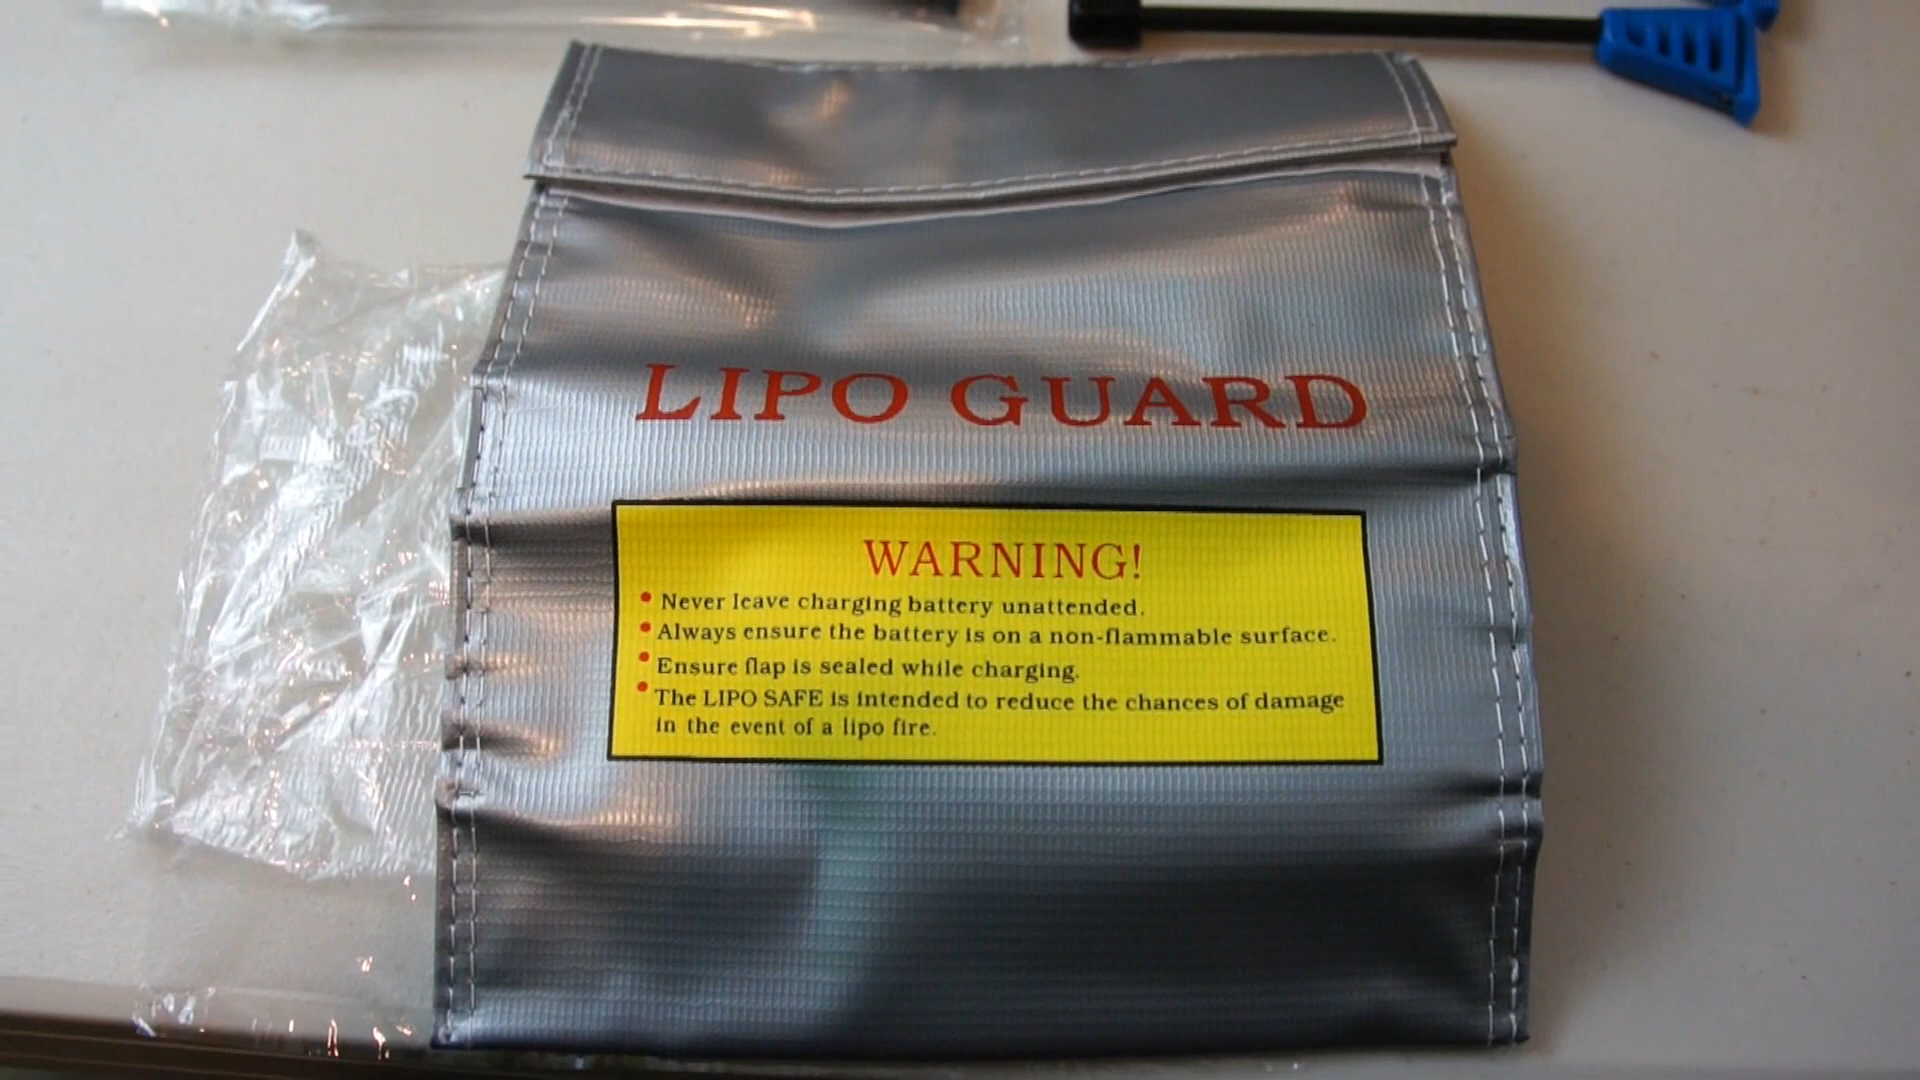 LIPO GUARD
WARNING!
• Never leave charging battery unattended.
• Always ensure the battery is on a non-flammable surface.
• Ensure flap is sealed while charging.
• The LIPO SAFE is intended to reduce the chances of damage
in the event of a lipo fire.